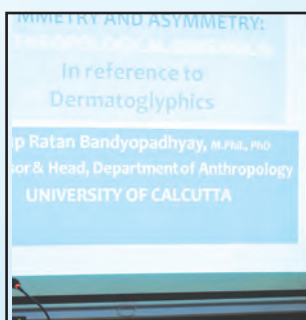 MMETRY AND ASYMMETRY:
In reference to
Dermatoglyphics
p Ratan Bandyopadhyay, M.Phil., PhD
sor & Head, Department of Anthropology
UNIVERSITY OF CALCUTTA